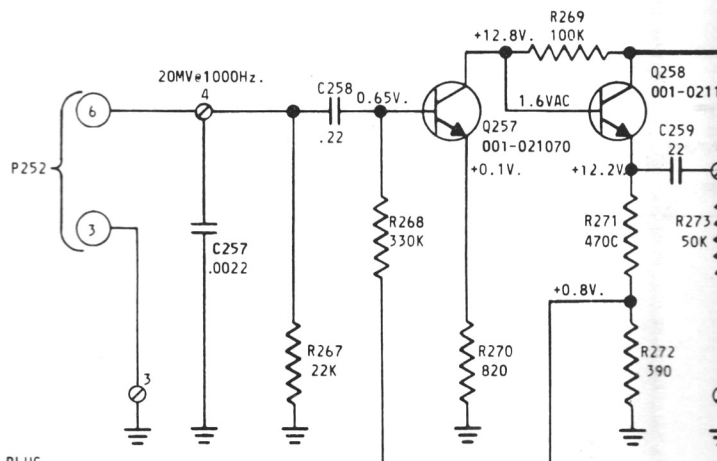 R269
100K
+12.8V.
20MV@1000Hz.
4
C258
.22
0.65V.
1.6VAC
Q258
001-0211
Q257
001-021070
C259
22
6
P252
3
+0.1V.
+12.2V.
R268
330K
R271
470C
R273
50K
C257
.0022
+0.8V.
R267
22K
R270
820
R272
390
3